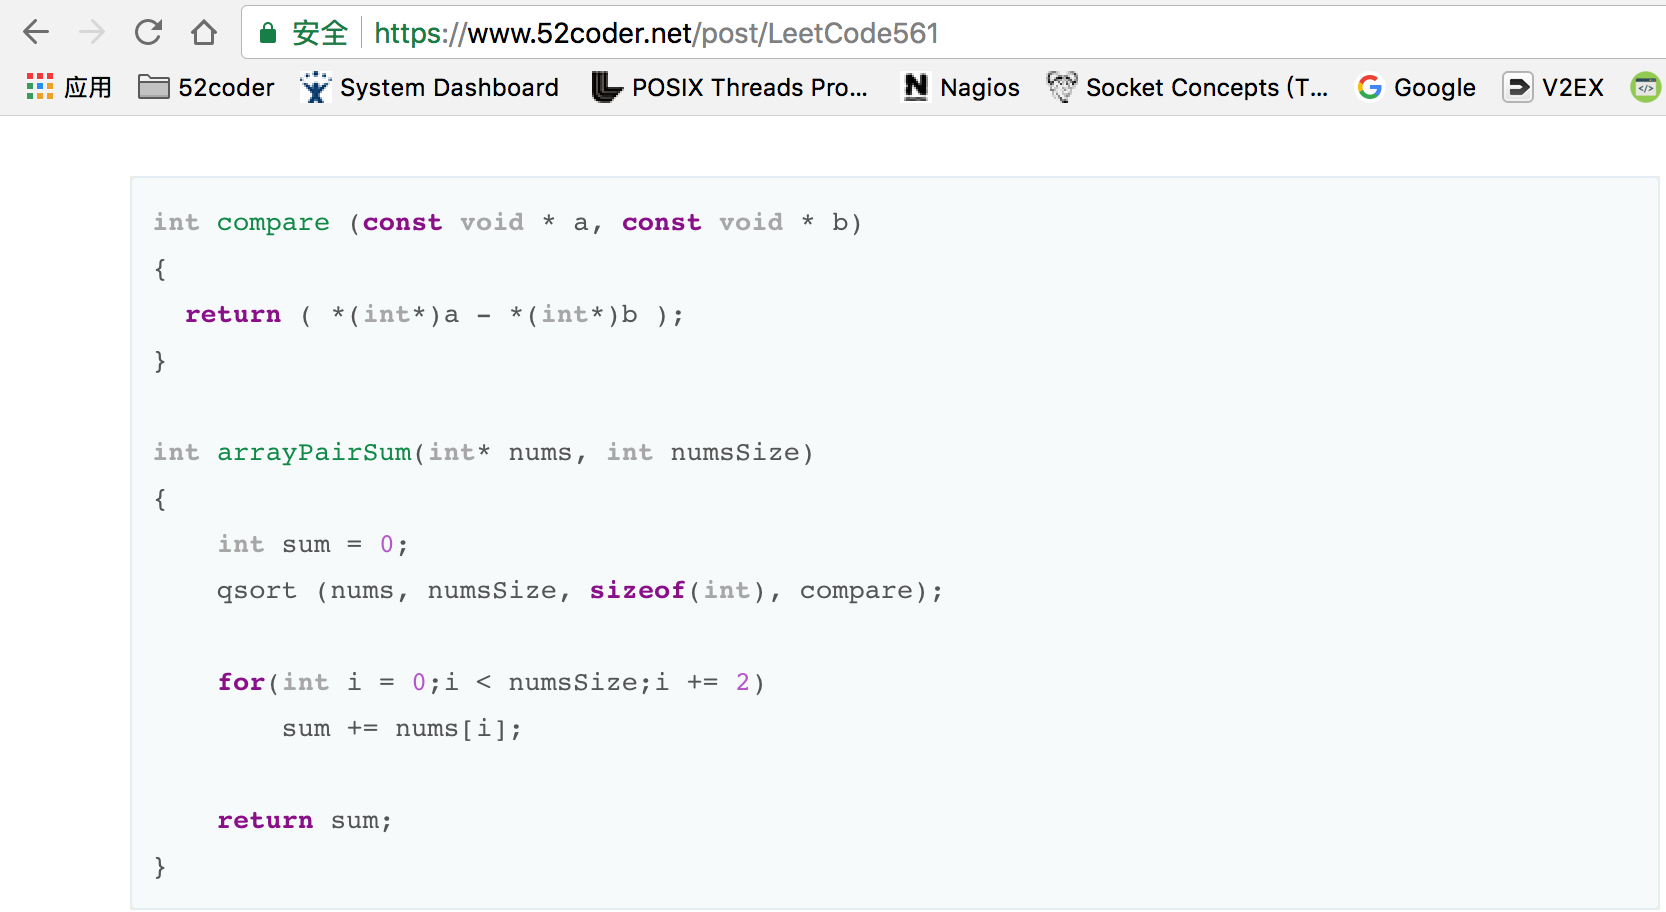 安全 https://www.52coder.net/post/LeetCode561
应用 52coder System Dashboard POSIX Threads Pro... Nagios Socket Concepts (T... Google V2EX
int compare (const void * a, const void * b)
{
  return ( *(int*)a - *(int*)b );
}
int arrayPairSum(int* nums, int numsSize)
{
    int sum = 0;
    qsort (nums, numsSize, sizeof(int), compare);
    for(int i = 0;i < numsSize;i += 2)
        sum += nums[i];
    return sum;
}